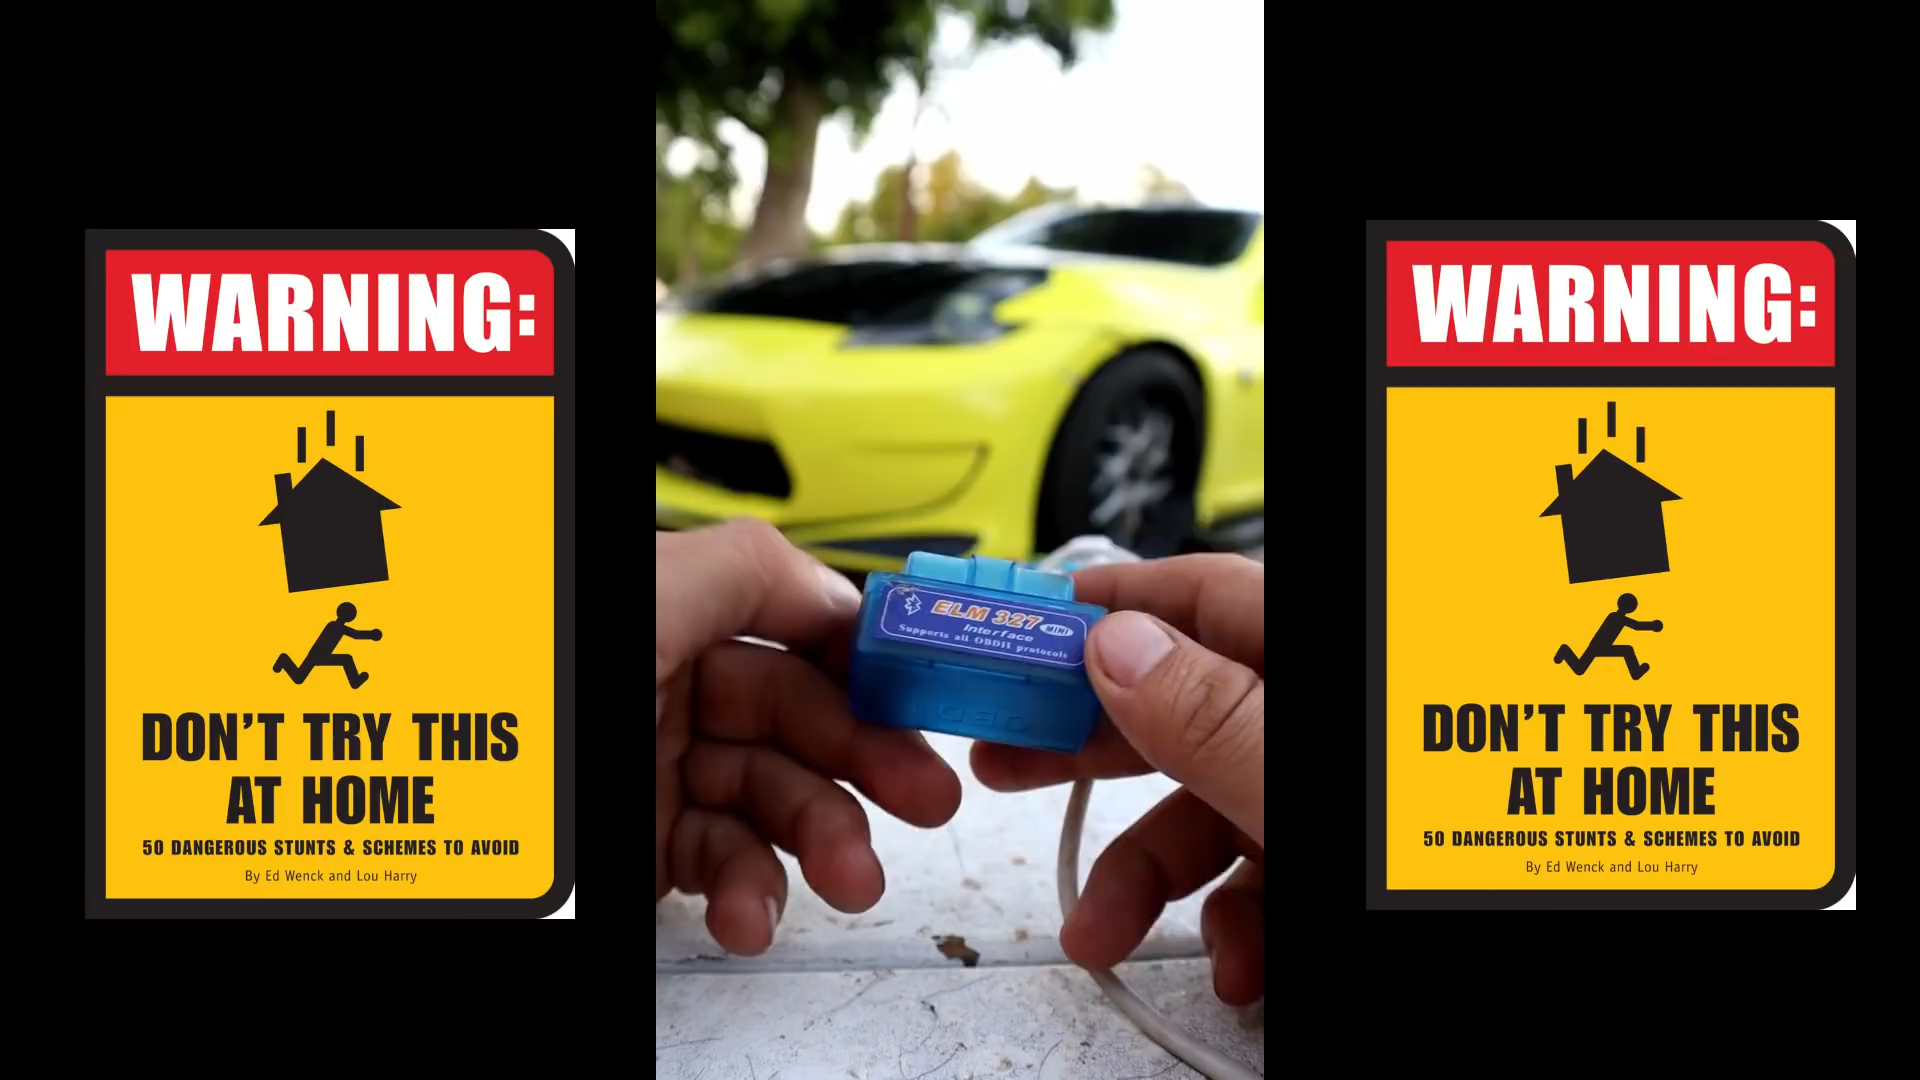 WARNING:
DON'T TRY THIS
AT HOME
50 DANGEROUS STUNTS & SCHEMES TO AVOID
By Ed Wenck and Lou Harry
ELM 327
MINI
Interface
Supports all OBDII protocols
WARNING:
DON'T TRY THIS
AT HOME
50 DANGEROUS STUNTS & SCHEMES TO AVOID
By Ed Wenck and Lou Harry